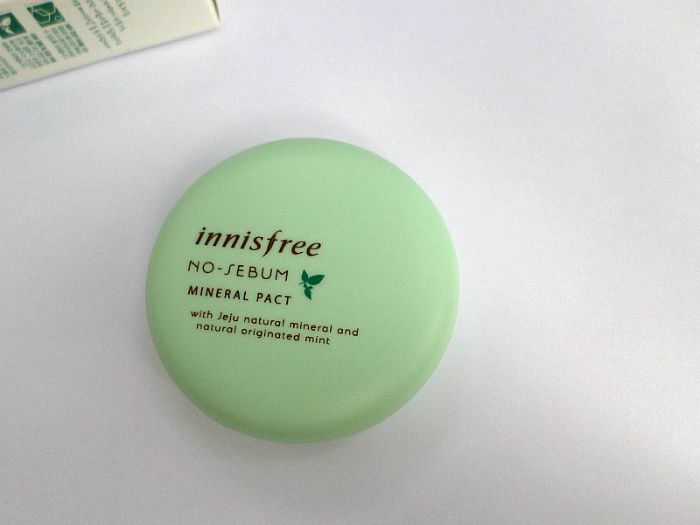 innisfree
NO-SEBUM
MINERAL PACT
with Jeju natural mineral and
natural originated mint